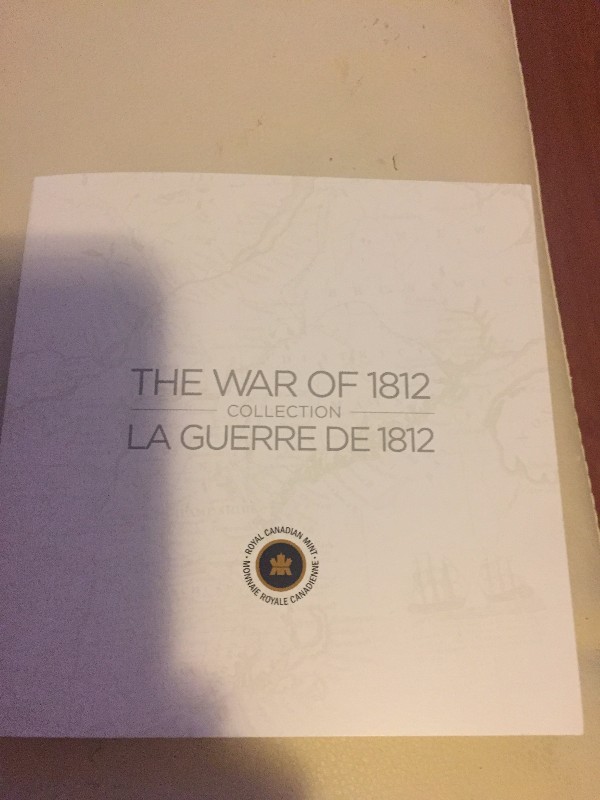 THE WAR OF 1812
COLLECTION
LA GUERRE DE 1812
ROYAL CANADIAN MINT
MONNAIE ROYALE CANADIENNE